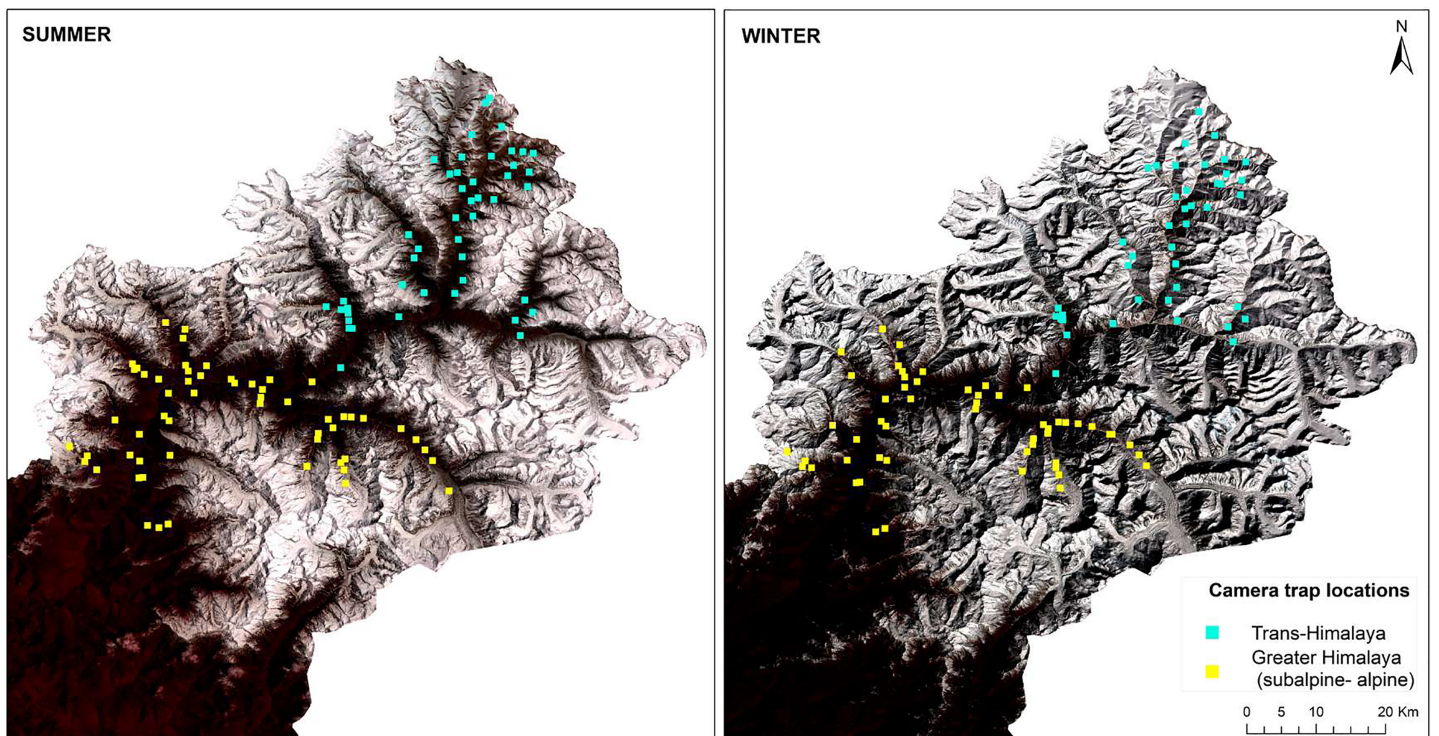 SUMMER
WINTER
N
Camera trap locations
Trans-Himalaya
Greater Himalaya
(subalpine- alpine)
0 5 10 20 Km